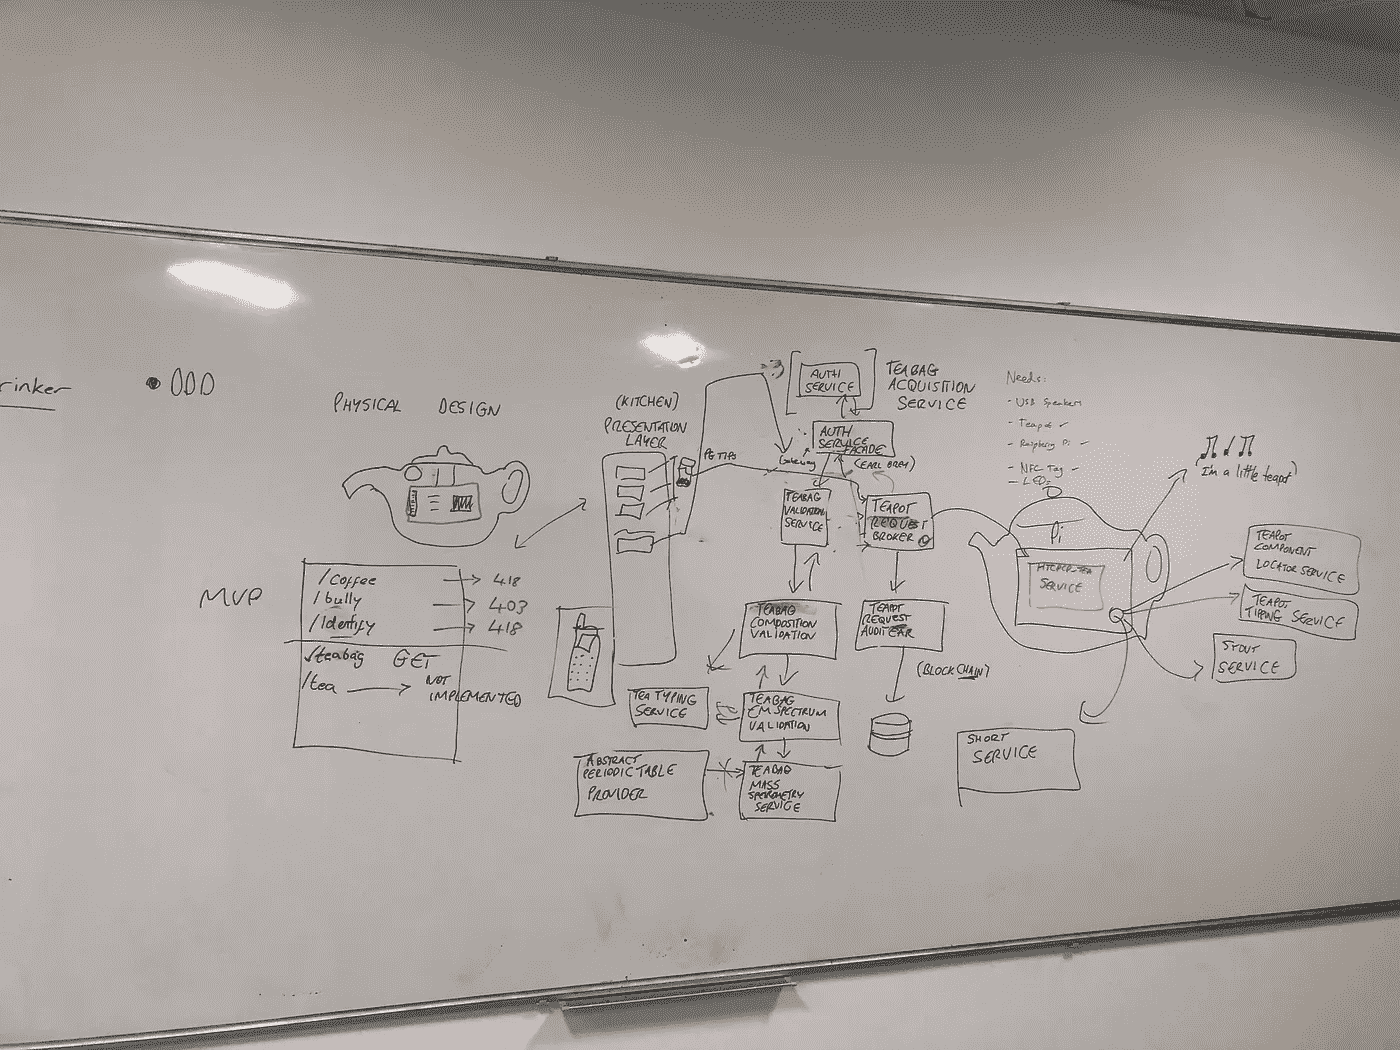 rinker
PHYSICAL DESIGN
MVP
/coffee → 418
/bully → 403
/identify → 418
/teabag GET
/tea → NOT
IMPLEMENTED
(KITCHEN)
PRESENTATION
LAYER
PG TIPS
AUTH
SERVICE
TEABAG
ACQUISITION
SERVICE
AUTH
SERVICE
FACADE
Gateway
(EARL GREY)
TEABAG
VALIDATION
SERVICE
TEAPOT
REQUEST
BROKER
TEABAG
COMPOSITION
VALIDATION
TEAPOT
REQUEST
AUDITEAR
(BLOCKCHAIN)
TEA TYPING
SERVICE
TEABAG
EM SPECTRUM
VALIDATION
ABSTRACT
PERIODIC TABLE
PROVIDER
TEABAG
MASS
SERVICE
Needs:
- USB Speakers
- Teapot
- Raspberry Pi -
- NFC Tag -
- LEDs
Pi
HTCPCP-TEA
SERVICE
(I'm a little teapot)
TEAPOT
COMPONENT
LOCATOR SERVICE
TEAPOT
TIPPING SERVICE
STOUT
SERVICE
SHORT
SERVICE